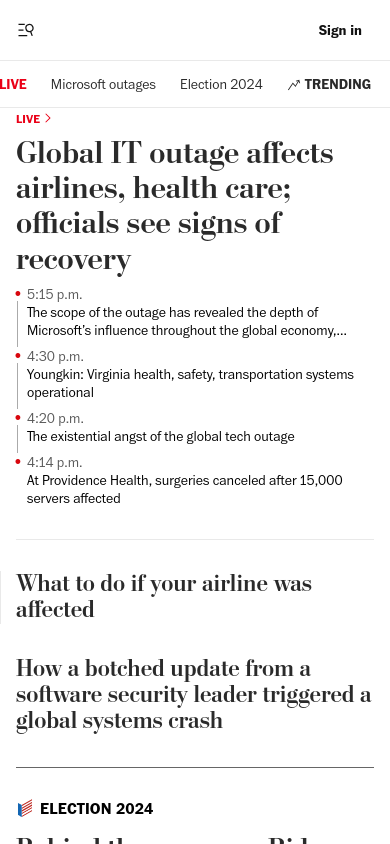 Sign in
LIVE Microsoft outages Election 2024 TRENDING
LIVE
Global IT outage affects
airlines, health care;
officials see signs of
recovery
5:15 p.m.
The scope of the outage has revealed the depth of
Microsoft's influence throughout the global economy,...
4:30 p.m.
Youngkin: Virginia health, safety, transportation systems
operational
4:20 p.m.
The existential angst of the global tech outage
4:14 p.m.
At Providence Health, surgeries canceled after 15,000
servers affected
What to do if your airline was
affected
How a botched update from a
software security leader triggered a
global systems crash
ELECTION 2024